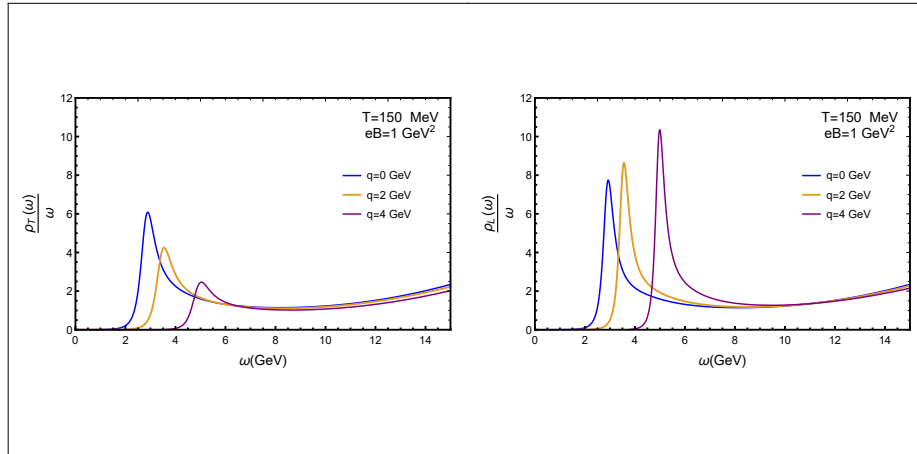 12
10
8
6
4
2
0
0 2 4 6 8 10 12 14
ρT(ω)
ω
ω(GeV)
T=150 MeV
eB=1 GeV²
q=0 GeV
q=2 GeV
q=4 GeV
12
10
8
6
4
2
0
0 2 4 6 8 10 12 14
ρL(ω)
ω
ω(GeV)
T=150 MeV
eB=1 GeV²
q=0 GeV
q=2 GeV
q=4 GeV